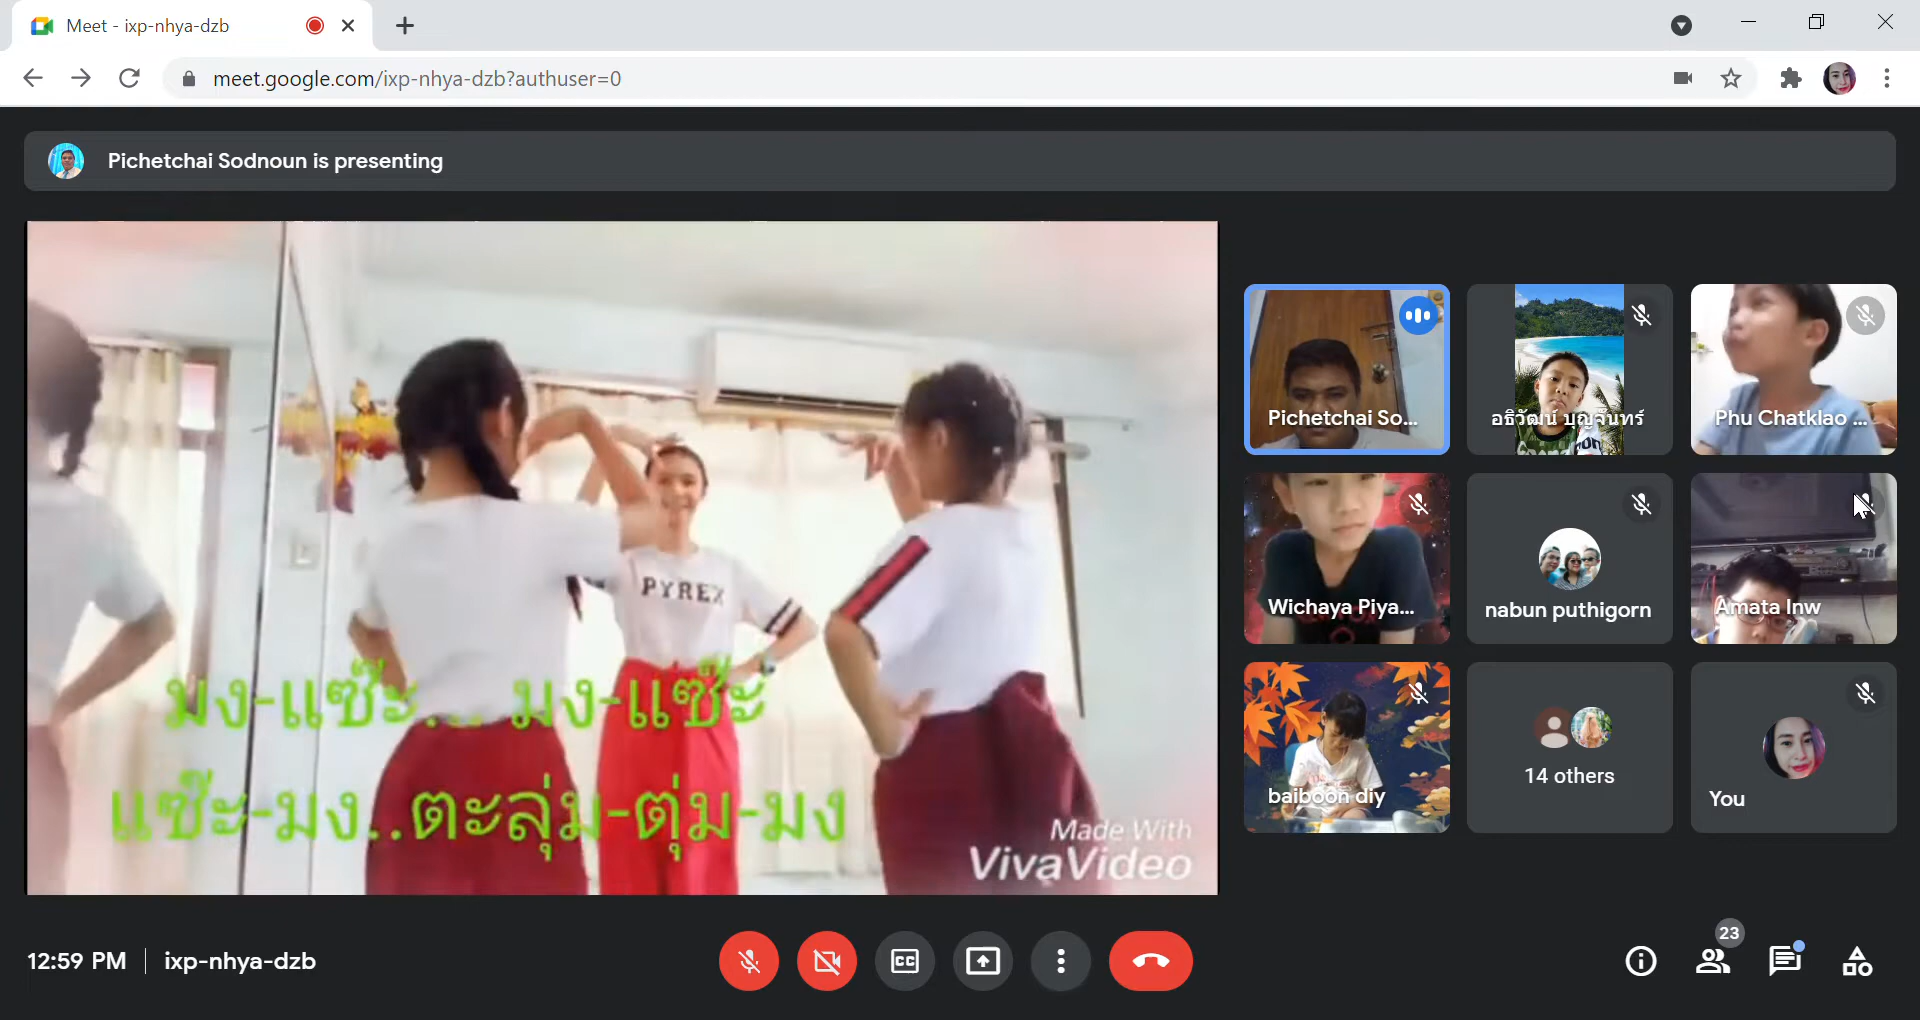 Meet - ixp-nhya-dzb
meet.google.com/ixp-nhya-dzb?authuser=0
Pichetchai Sodnoun is presenting
PYREX
มง-แซ๊ะ... มง-แซ๊ะ
แซ๊ะ-มง..ตะลุ่ม-ตุ่ม-มง
Made With
VivaVideo
Pichetchai So...
อธิวัฒน์ บุญจันทร์
Phu Chatklao ...
Wichaya Piya...
nabun puthigorn
Amata Inw
baiboon diy
14 others
You
12:59 PM
ixp-nhya-dzb
CC
23